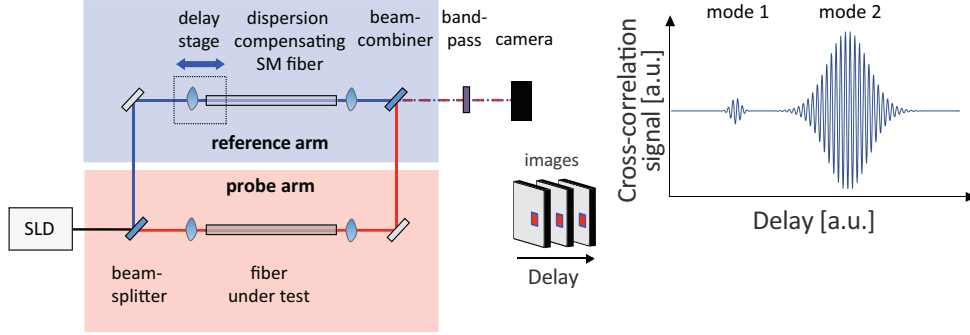 delay
stage
dispersion
compensating
SM fiber
beam-
combiner
band-
pass
camera
reference arm
probe arm
SLD
beam-
splitter
fiber
under test
images
Delay
mode 1
mode 2
Cross-correlation
signal [a.u.]
Delay [a.u.]